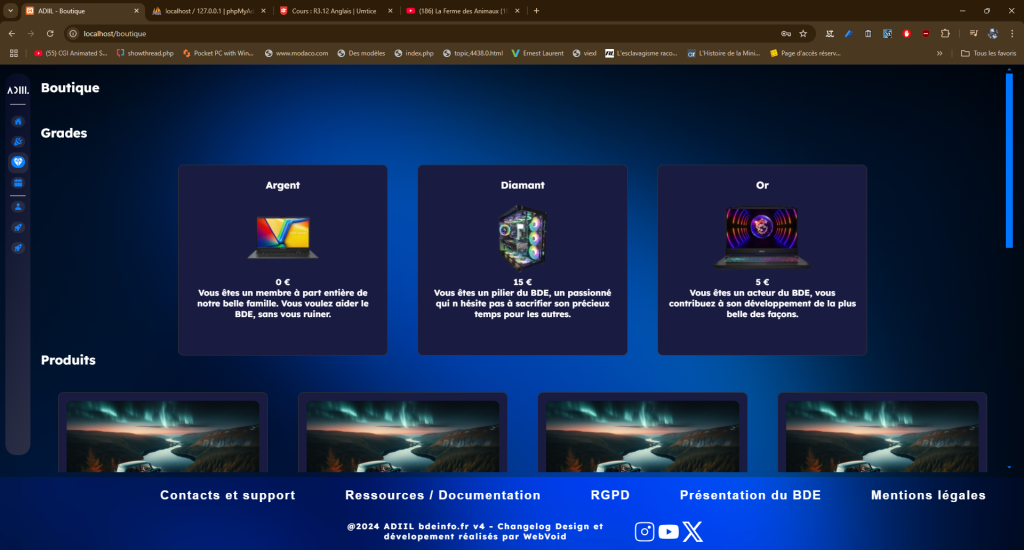 ADIIL - Boutique
localhost / 127.0.0.1 | phpMyAd
Cours : R3.12 Anglais | Umtice
(186) La Ferme des Animaux (1
localhost/boutique
(55) CGI Animated S...
showthread.php
Pocket PC with Win...
www.modaco.com
Des modèles
index.php
topic,4438.0.html
Ernest Laurent
viexl
L'esclavagisme raco...
L'Histoire de la Mini...
Page d'accès réserv...
»
Tous les favoris
ADIIL.
Boutique
Grades
Argent
Diamant
Or
0 €
Vous êtes un membre à part entière de
notre belle famille. Vous voulez aider le
BDE, sans vous ruiner.
15 €
Vous êtes un pilier du BDE, un passionné
qui n hésite pas à sacrifier son précieux
temps pour les autres.
5 €
Vous êtes un acteur du BDE, vous
contribuez à son développement de la plus
belle des façons.
Produits
Contacts et support
Ressources / Documentation
RGPD
Présentation du BDE
Mentions légales
@2024 ADIIL bdeinfo.fr v4 - Changelog Design et
dévelopement réalisés par WebVoid